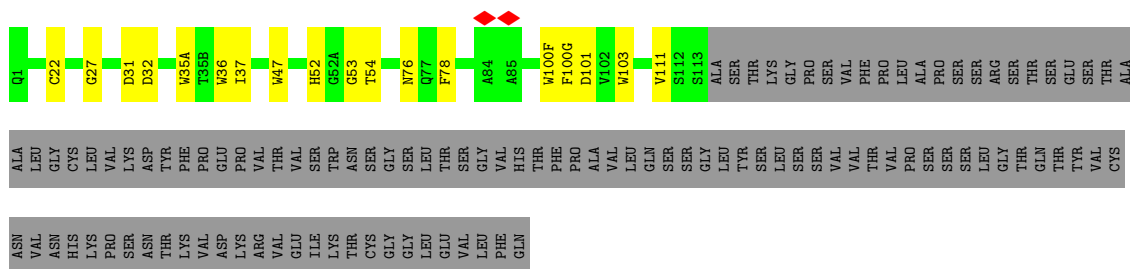 Q1 C22 G27 D31 D32 W35A T35B W36 I37 W47 H52 G52A G53 T54 N76 Q77 F78 A84 A85 W100F F100G D101 V102 W103 V111 S112 S113 ALA SER THR LYS GLY PRO SER VAL PHE PRO LEU ALA PRO SER SER ARG SER THR SER GLU SER THR ALA
ALA LEU GLY CYS LEU VAL LYS ASP TYR PHE PRO GLU PRO VAL THR VAL SER TRP ASN SER GLY SER LEU THR SER GLY VAL HIS THR PHE PRO ALA VAL LEU GLN SER SER GLY LEU TYR SER LEU SER SER VAL VAL THR VAL PRO SER SER SER LEU GLY THR GLN THR TYR VAL CYS
ASN VAL ASN HIS LYS PRO SER ASN THR LYS VAL ASP LYS ARG VAL GLU ILE LYS THR CYS GLY GLY LEU GLU VAL LEU PHE GLN